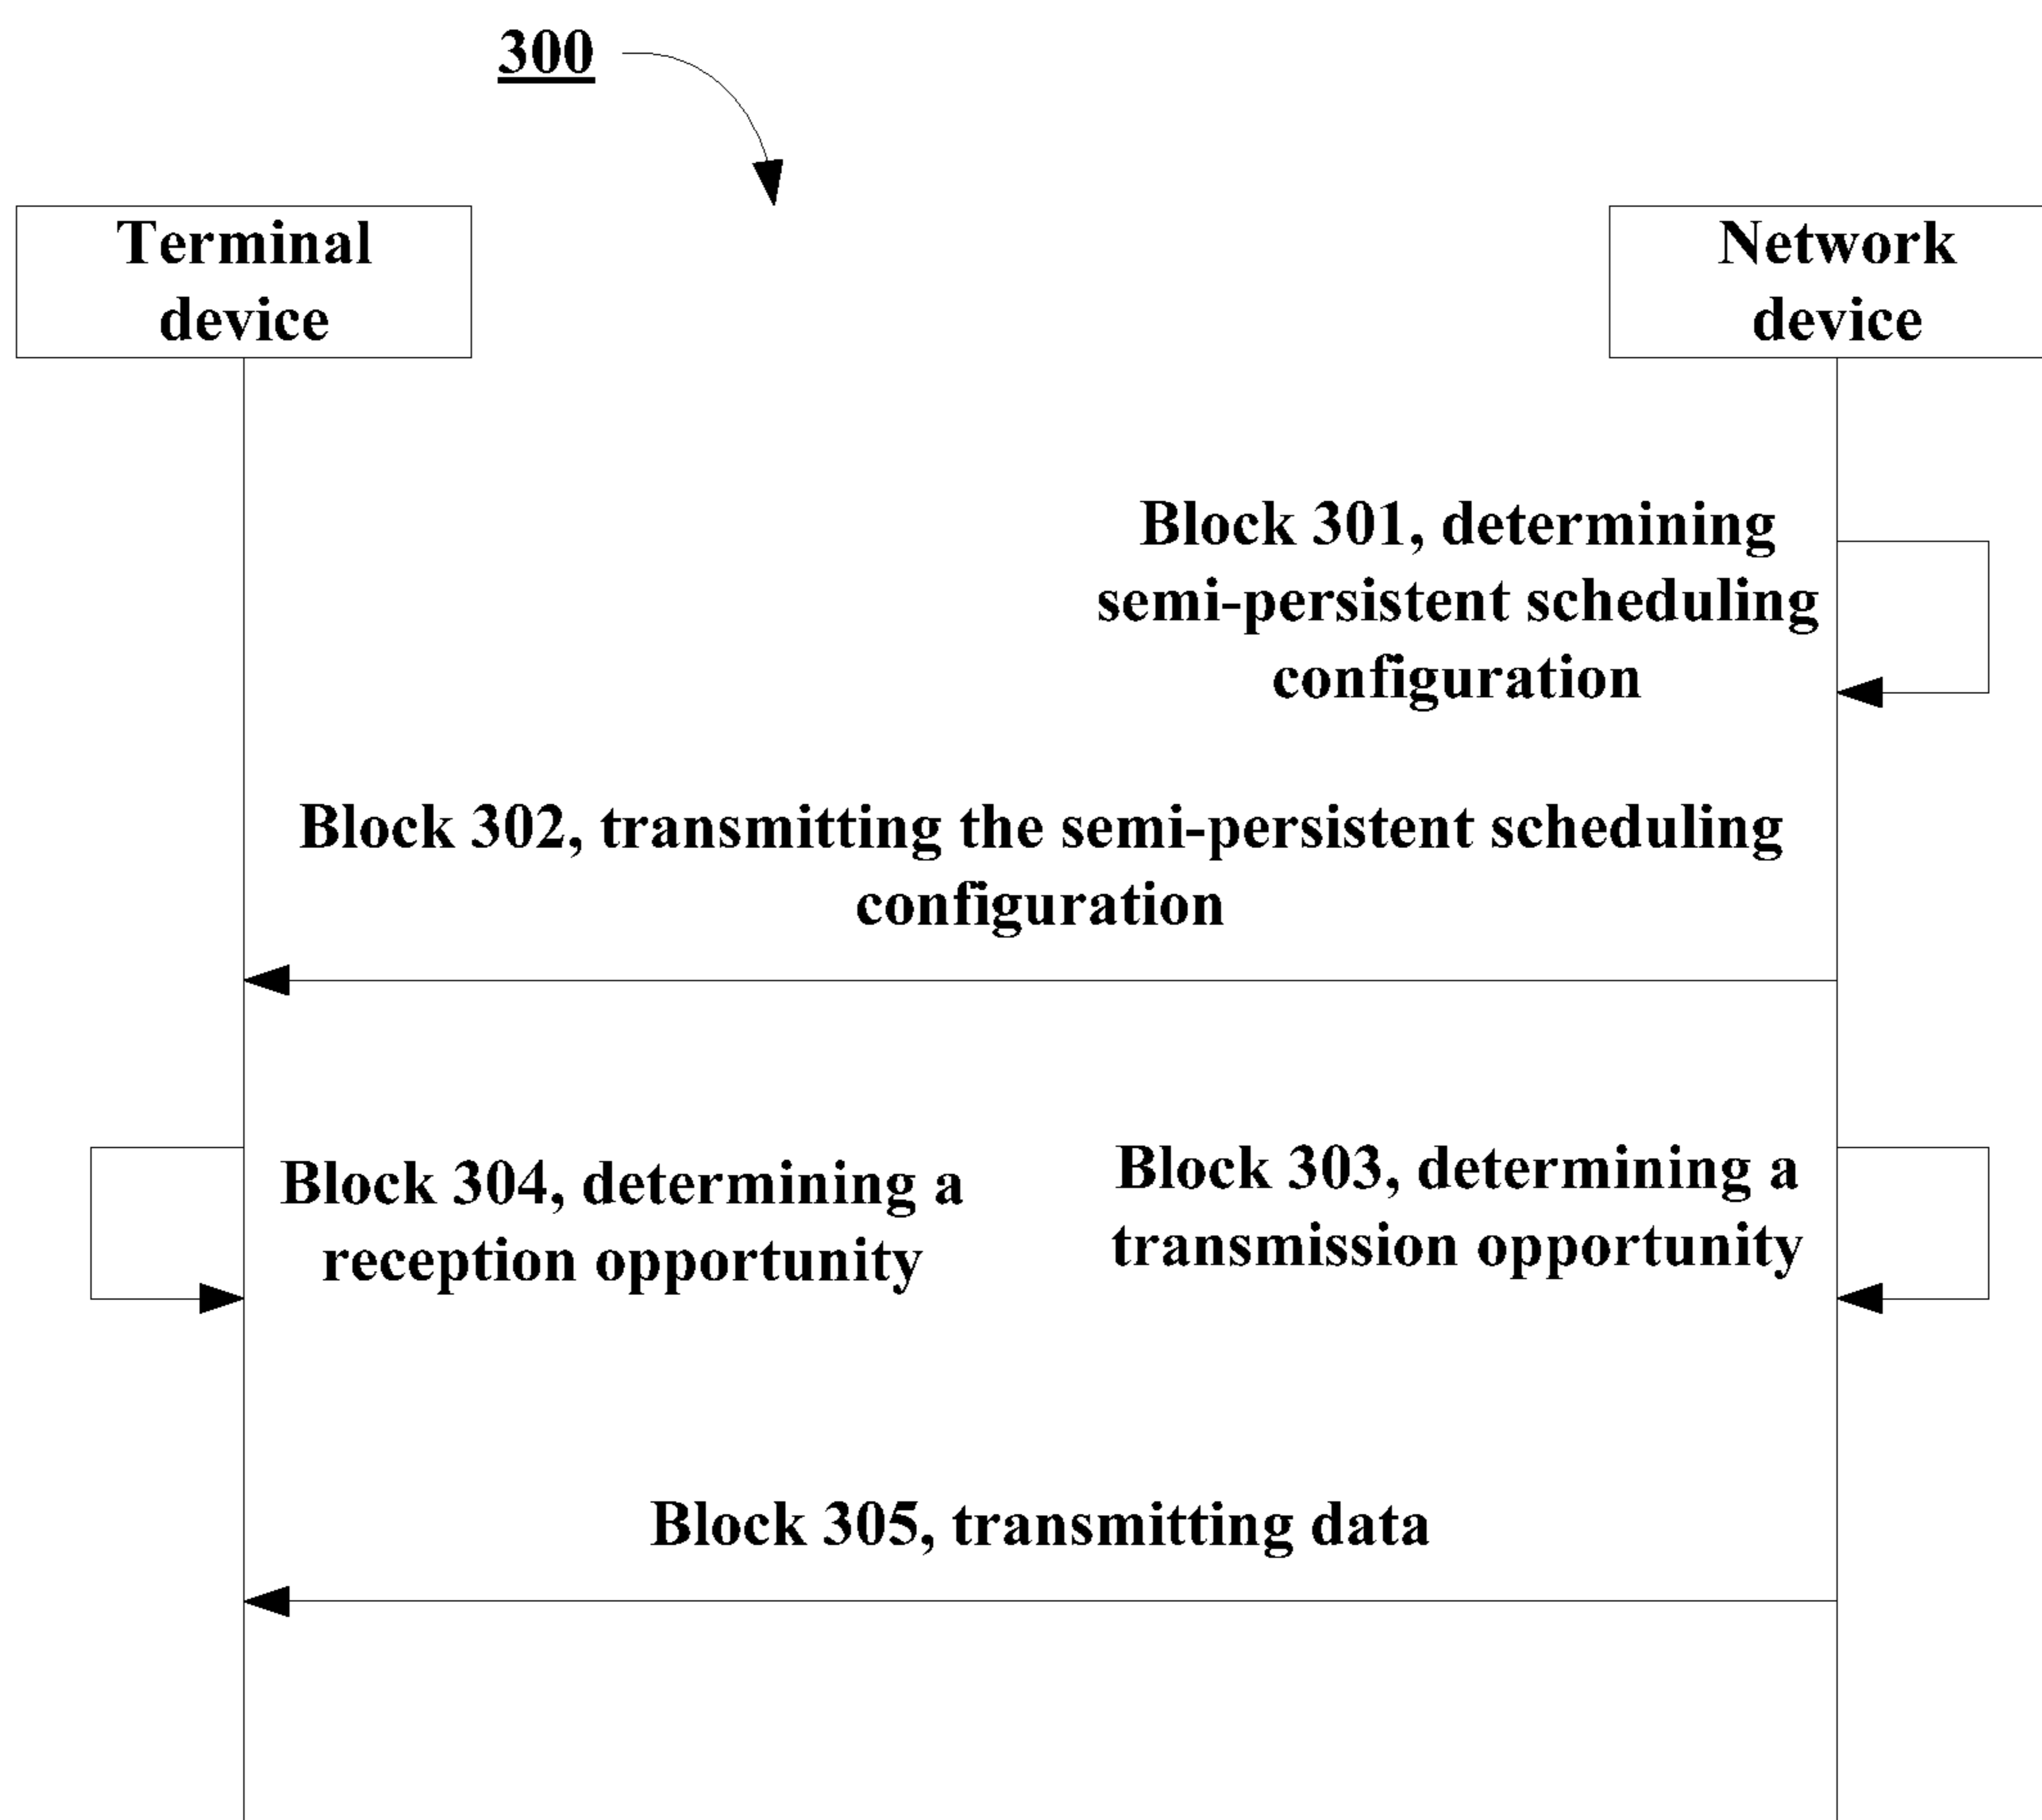 300
Terminal
device
Network
device
Block 301, determining
semi-persistent scheduling
configuration
Block 302, transmitting the semi-persistent scheduling
configuration
Block 304, determining a
reception opportunity
Block 303, determining a
transmission opportunity
Block 305, transmitting data